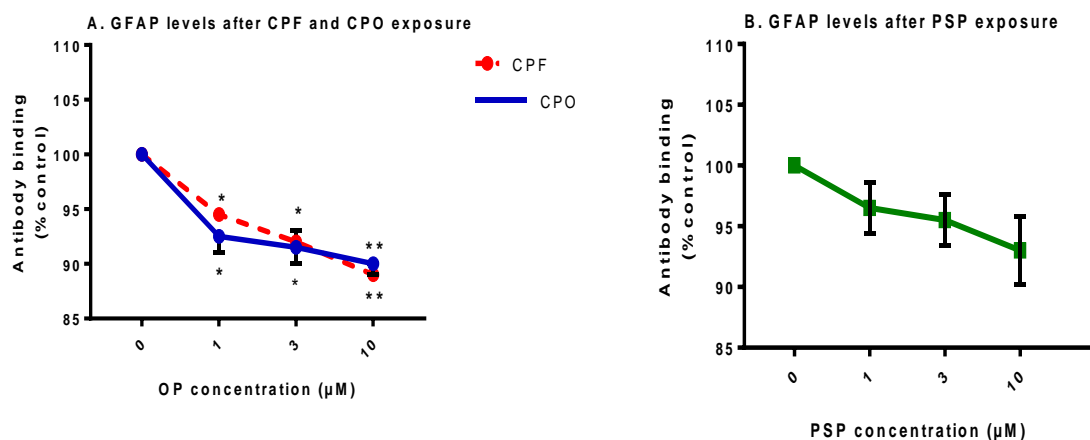 A. GFAP levels after CPF and CPO exposure
Antibody binding
(%control)
110
105
100
95
90
85
*
*
**
*
*
**
0
1
3
10
OP concentration (µM)
CPF
CPO
B. GFAP levels after PSP exposure
Antibody binding
(%control)
110
105
100
95
90
85
0
1
3
10
PSP concentration (µM)